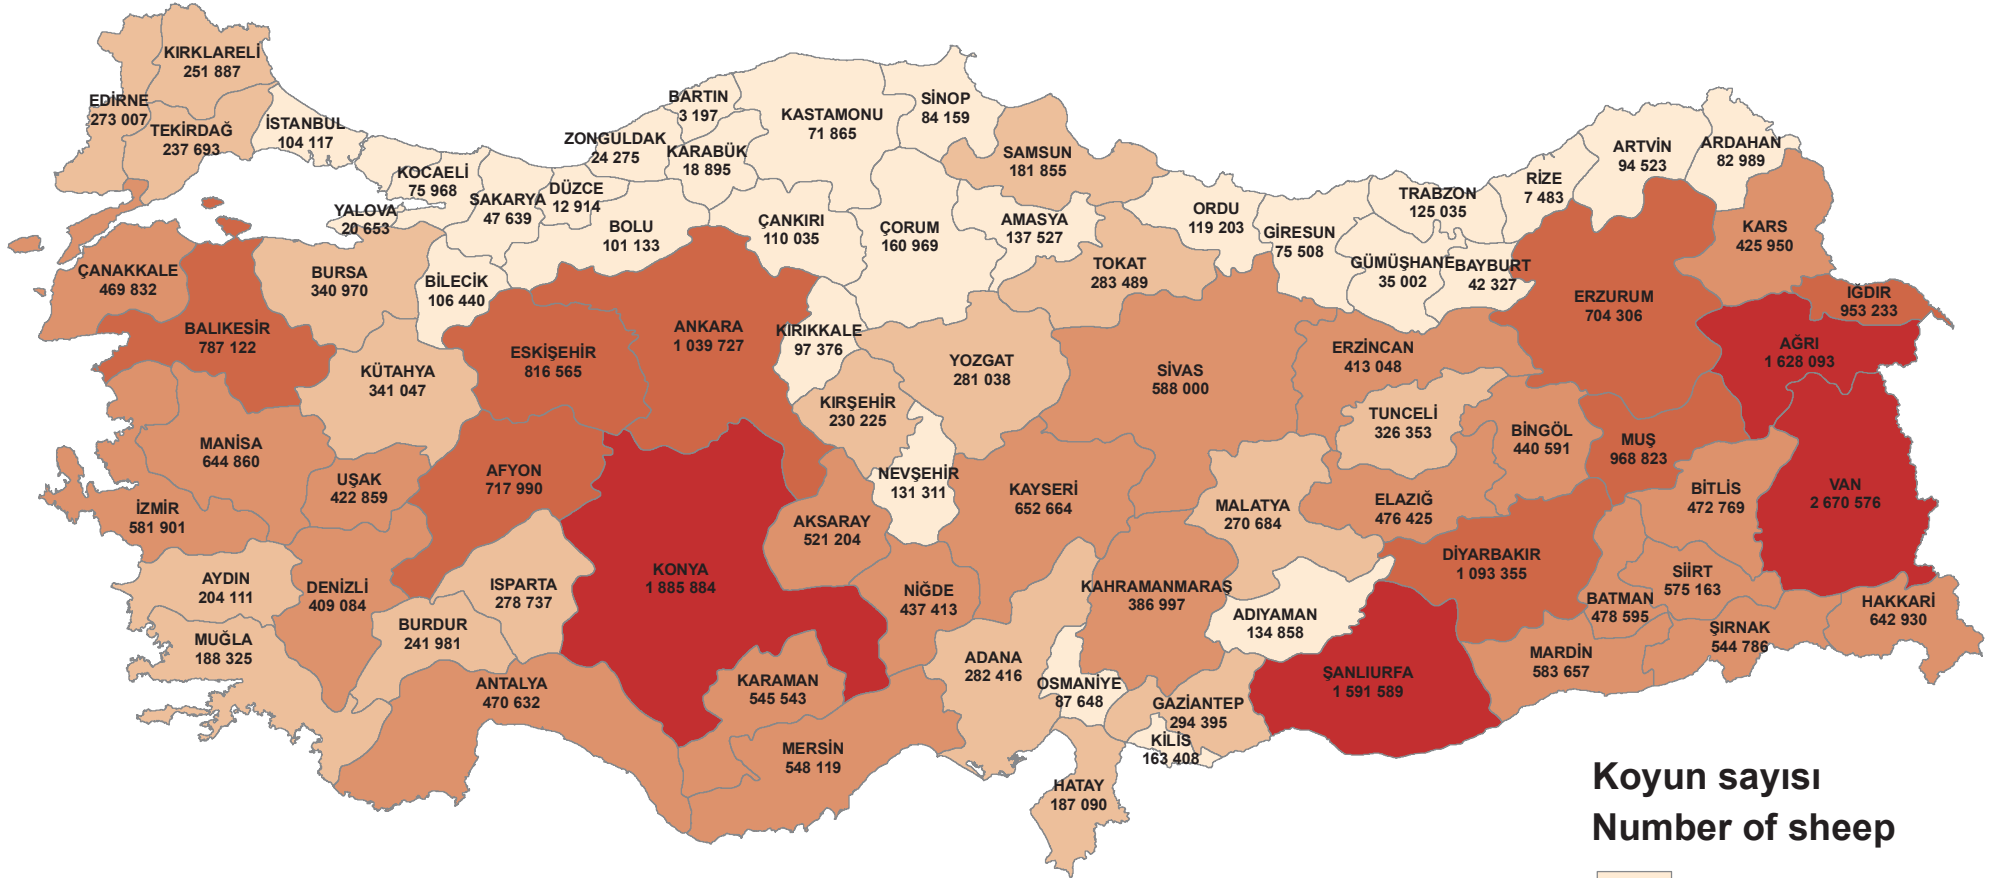 KIRKLARELİ
251 887
EDİRNE
273 007
TEKİRDAĞ
237 693
İSTANBUL
104 117
KOCAELİ
75 968
YALOVA
20 653
SAKARYA
47 639
DÜZCE
12 914
ZONGULDAK
24 275
BARTIN
3 197
KARABÜK
18 895
KASTAMONU
71 865
SİNOP
84 159
SAMSUN
181 855
BOLU
101 133
ÇANKIRI
110 035
ÇORUM
160 969
AMASYA
137 527
TOKAT
283 489
ORDU
119 203
GİRESUN
75 508
TRABZON
125 035
GÜMÜŞHANE
35 002
BAYBURT
42 327
RİZE
7 483
ARTVİN
94 523
ARDAHAN
82 989
KARS
425 950
IĞDIR
953 233
AĞRI
1 628 093
ERZURUM
704 306
ERZİNCAN
413 048
SİVAS
588 000
YOZGAT
281 038
KIRIKKALE
97 376
ANKARA
1 039 727
ESKİŞEHİR
816 565
BİLECİK
106 440
BURSA
340 970
ÇANAKKALE
469 832
BALIKESİR
787 122
KÜTAHYA
341 047
MANİSA
644 860
UŞAK
422 859
AFYON
717 990
İZMİR
581 901
AYDIN
204 111
DENİZLİ
409 084
MUĞLA
188 325
BURDUR
241 981
ISPARTA
278 737
ANTALYA
470 632
KONYA
1 885 884
KARAMAN
545 543
MERSİN
548 119
AKSARAY
521 204
KIRŞEHİR
230 225
NEVŞEHİR
131 311
NİĞDE
437 413
KAYSERİ
652 664
ADANA
282 416
OSMANİYE
87 648
HATAY
187 090
KAHRAMANMARAŞ
386 997
GAZİANTEP
294 395
KİLİS
163 408
MALATYA
270 684
ADIYAMAN
134 858
ŞANLIURFA
1 591 589
TUNCELİ
326 353
ELAZIĞ
476 425
BİNGÖL
440 591
MUŞ
968 823
BİTLİS
472 769
VAN
2 670 576
DİYARBAKIR
1 093 355
BATMAN
478 595
SİİRT
575 163
MARDİN
583 657
ŞIRNAK
544 786
HAKKARİ
642 930
Koyun sayısı
Number of sheep